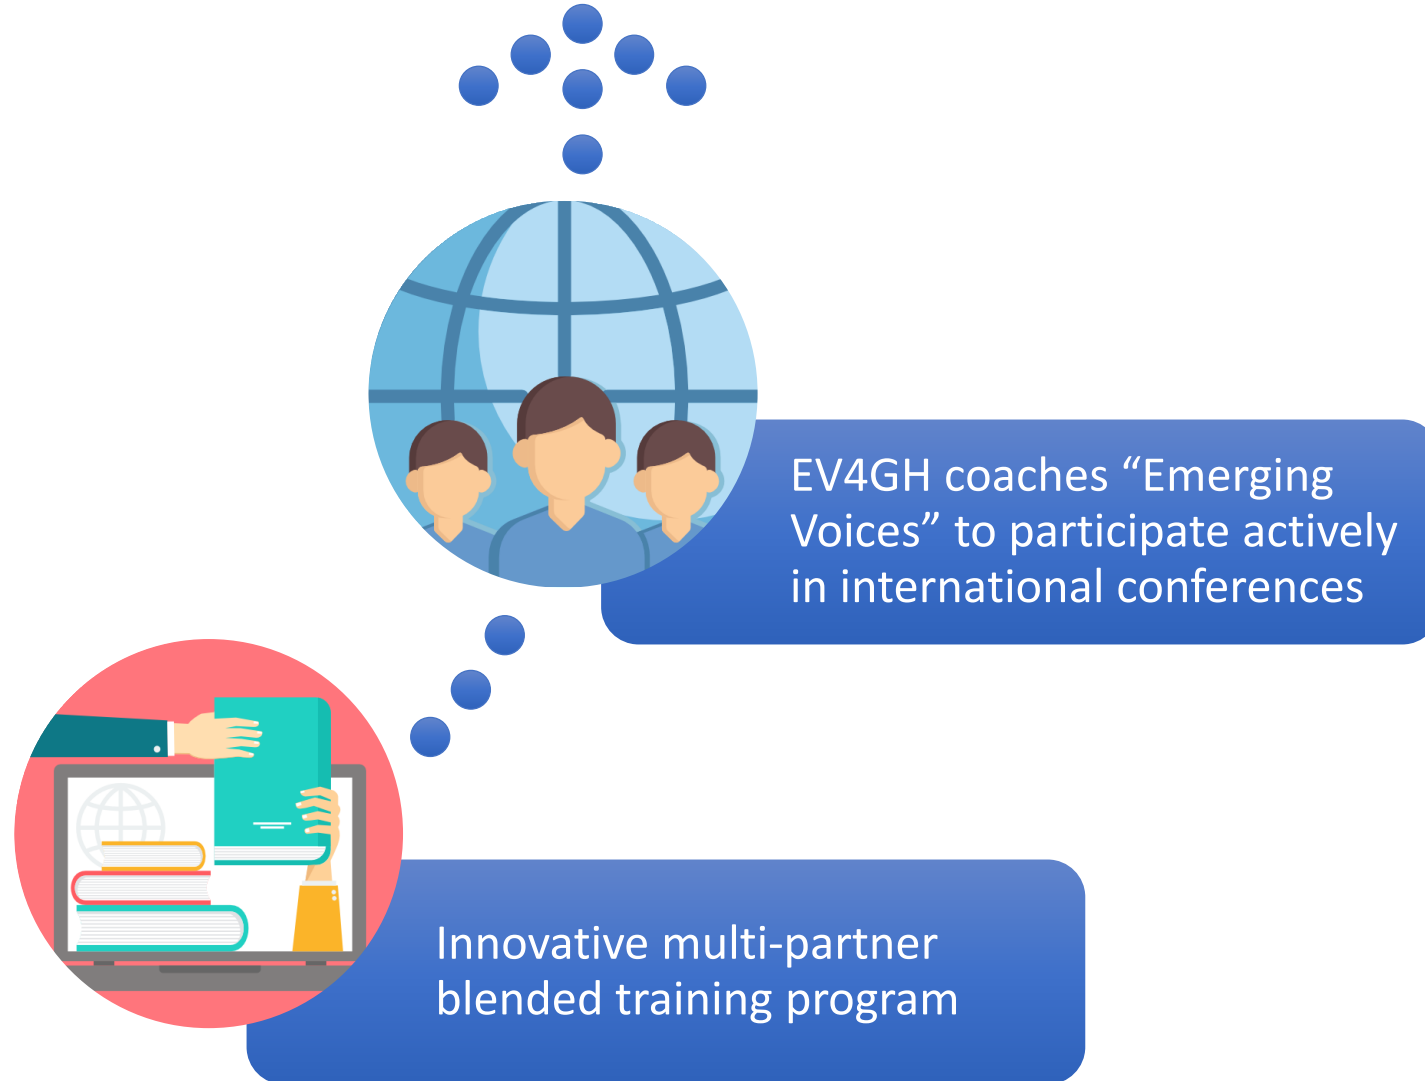 EV4GH coaches “Emerging
Voices” to participate actively
in international conferences
Innovative multi-partner
blended training program